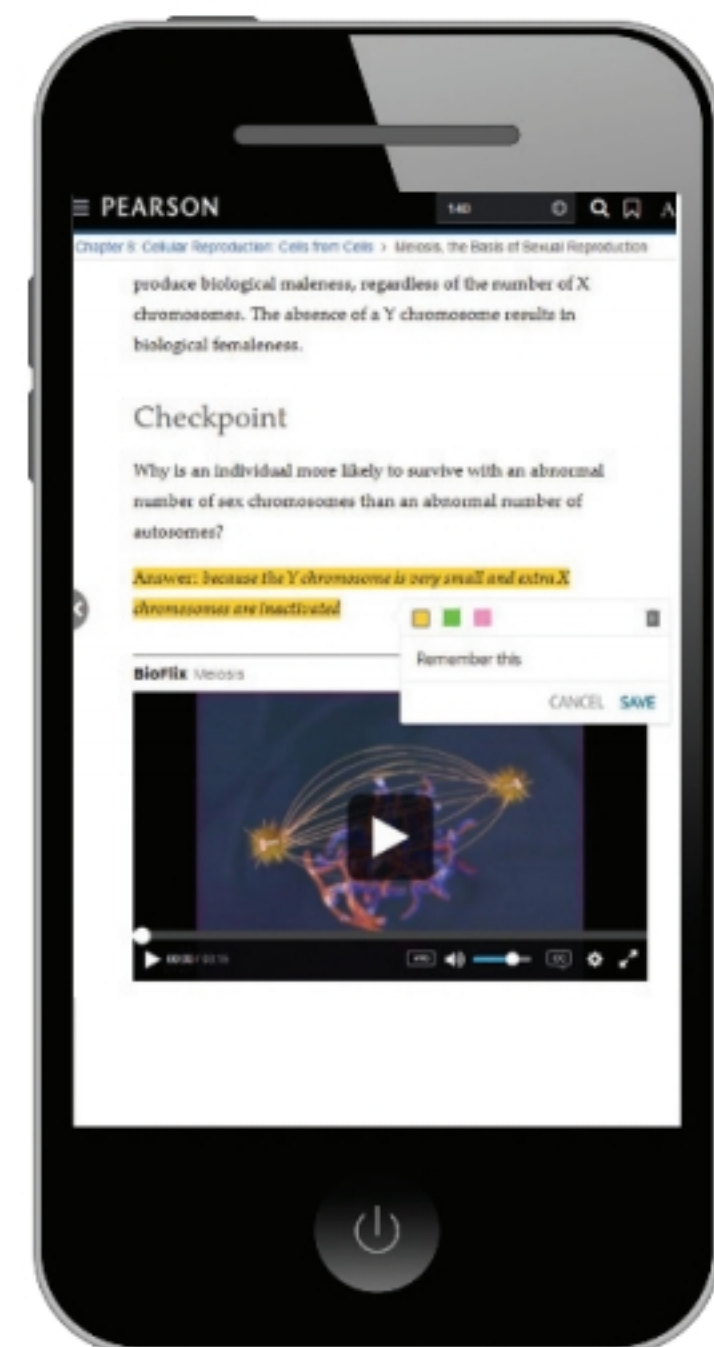 PEARSON
140
A
Chapter 8: Cellular Reproduction: Cells from Cells > Meiosis, the Basis of Sexual Reproduction
produce biological maleness, regardless of the number of X
chromosomes. The absence of a Y chromosome results in
biological femaleness.
Checkpoint
Why is an individual more likely to survive with an abnormal
number of sex chromosomes than an abnormal number of
autosomes?
Answer: because the Y chromosome is very small and extra X
chromosomes are inactivated
Remember this
CANCEL SAVE
BioFlix Meiosis
00:00